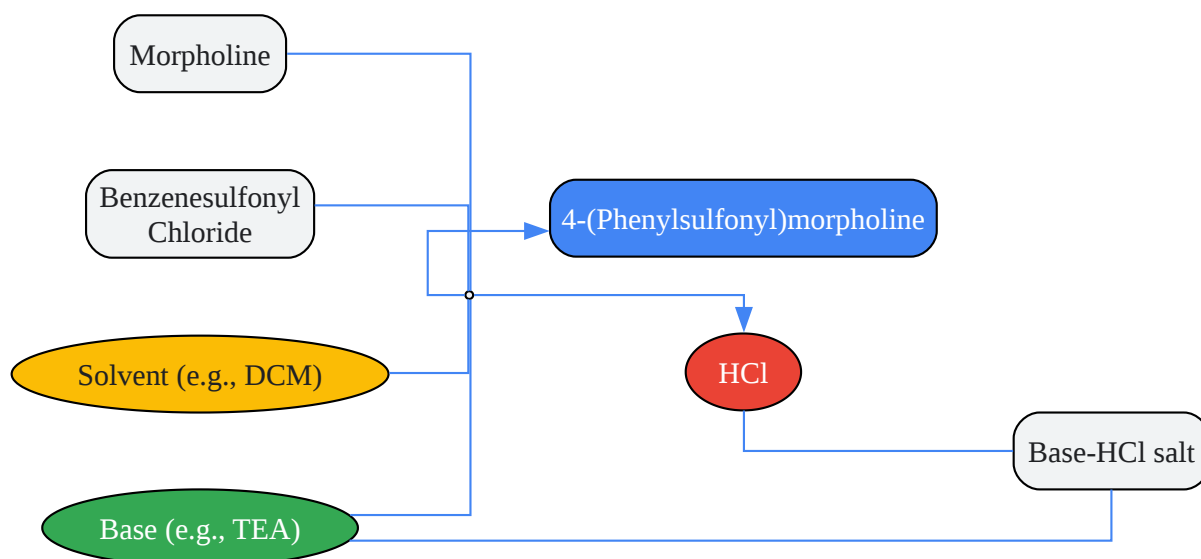 Morpholine
Benzenesulfonyl
Chloride
4-(Phenylsulfonyl)morpholine
Solvent (e.g., DCM)
HCl
Base-HCl salt
Base (e.g., TEA)